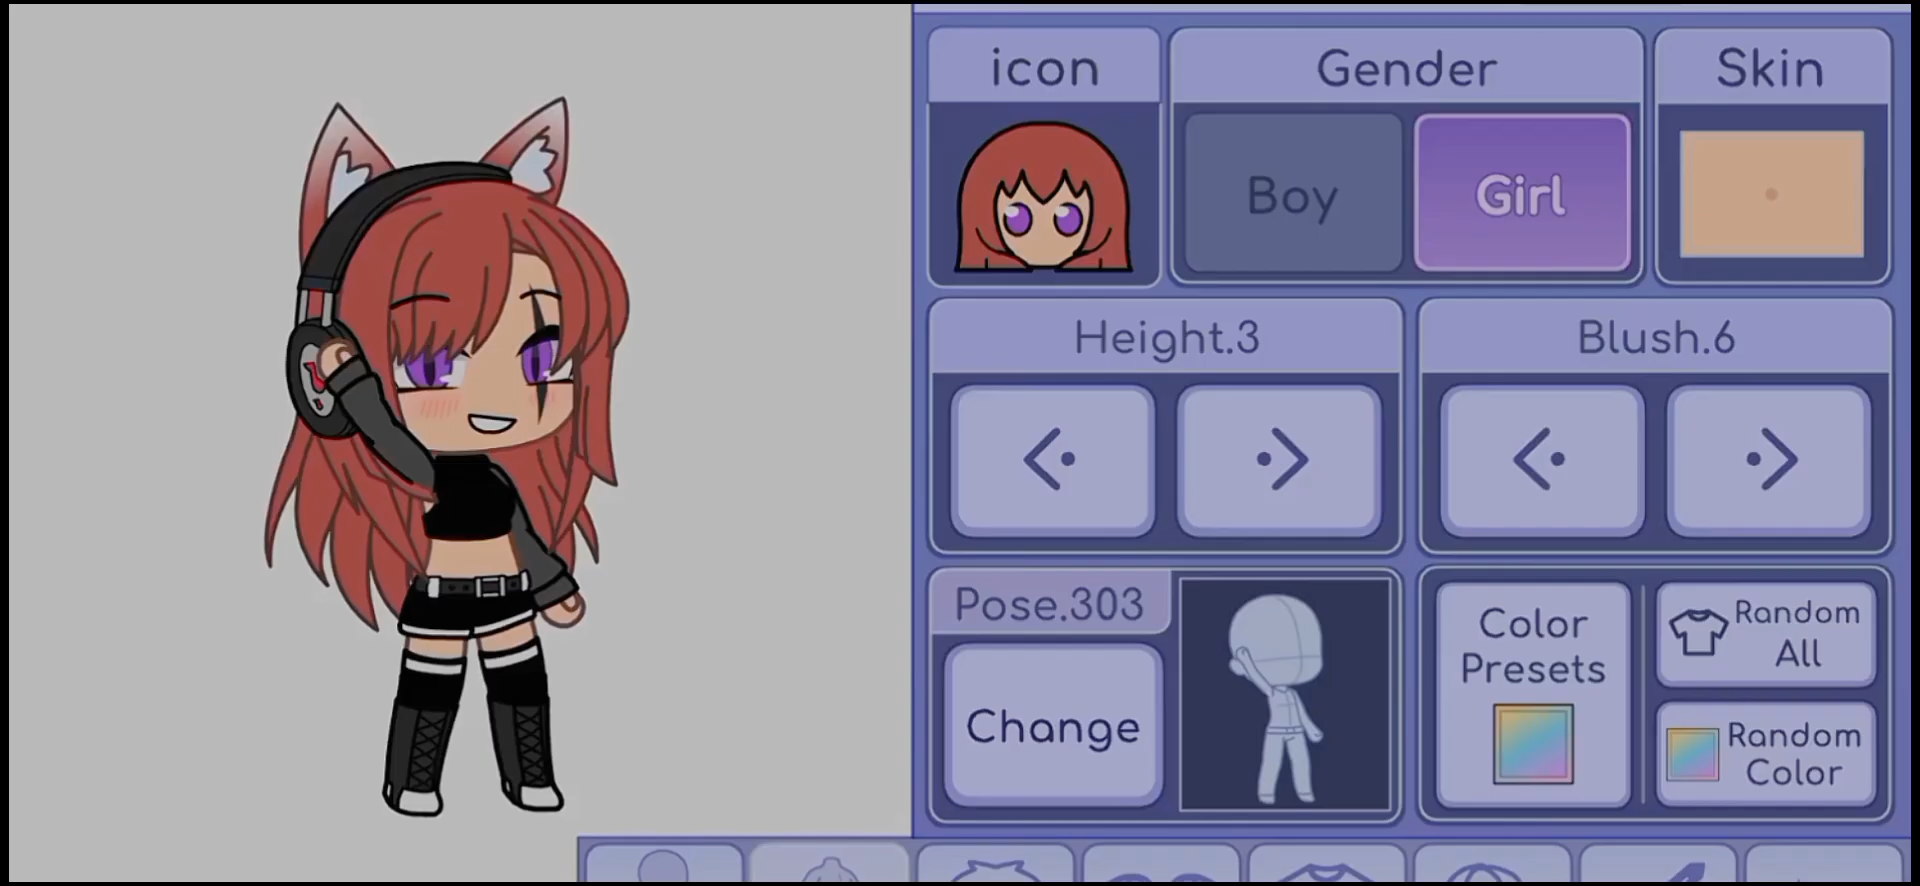 icon
Gender
Skin
Boy
Girl
Height.3
Blush.6
Pose.303
Change
Color
Presets
Random
All
Random
Color